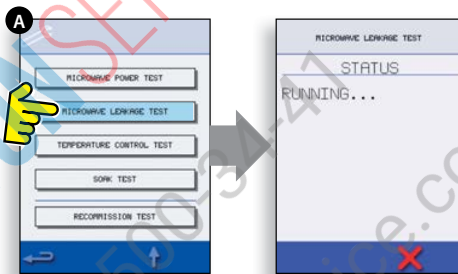 A
MICROWAVE POWER TEST
MICROWAVE LEAKAGE TEST
TEMPERATURE CONTROL TEST
SOAK TEST
RECOMMISSION TEST
MICROWAVE LEAKAGE TEST
STATUS
RUNNING...